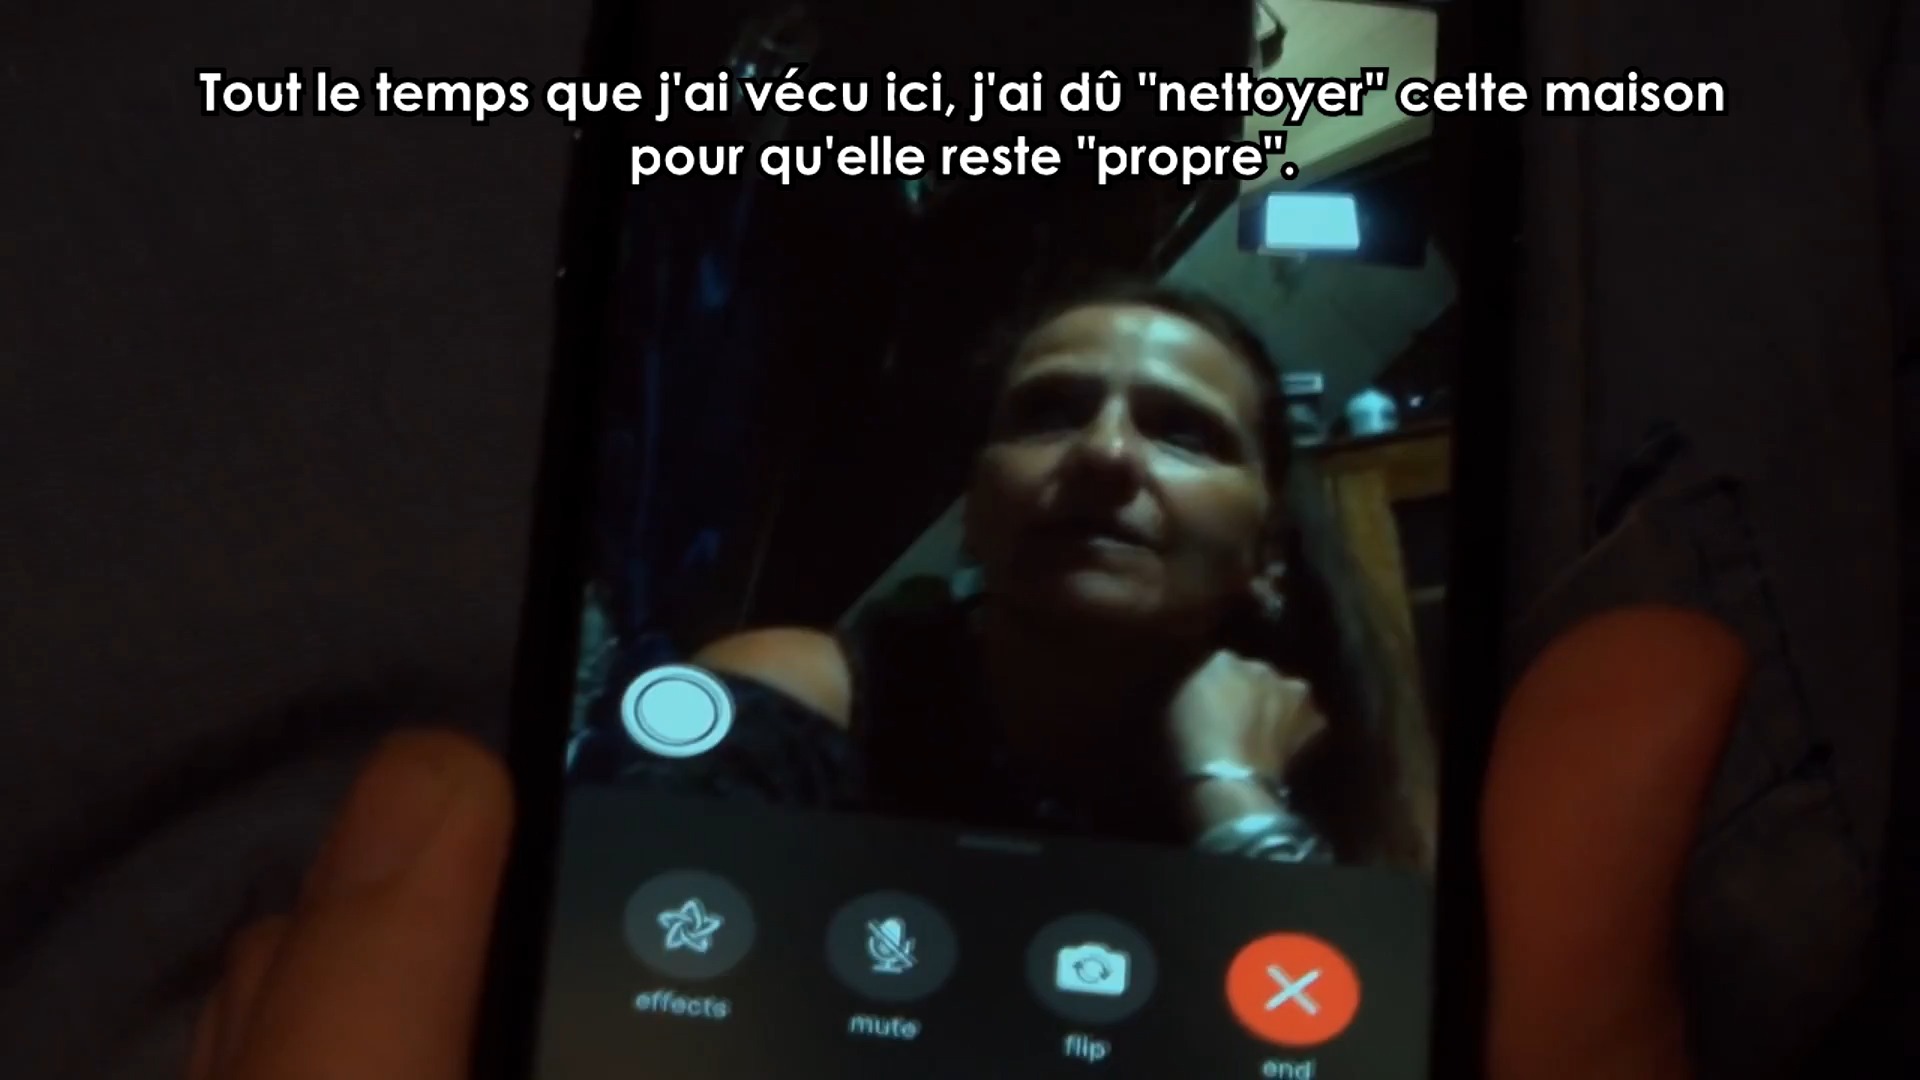 Tout le temps que j'ai vécu ici, j'ai dû "nettoyer" cette maison
pour qu'elle reste "propre".
effects
mute
flip
end